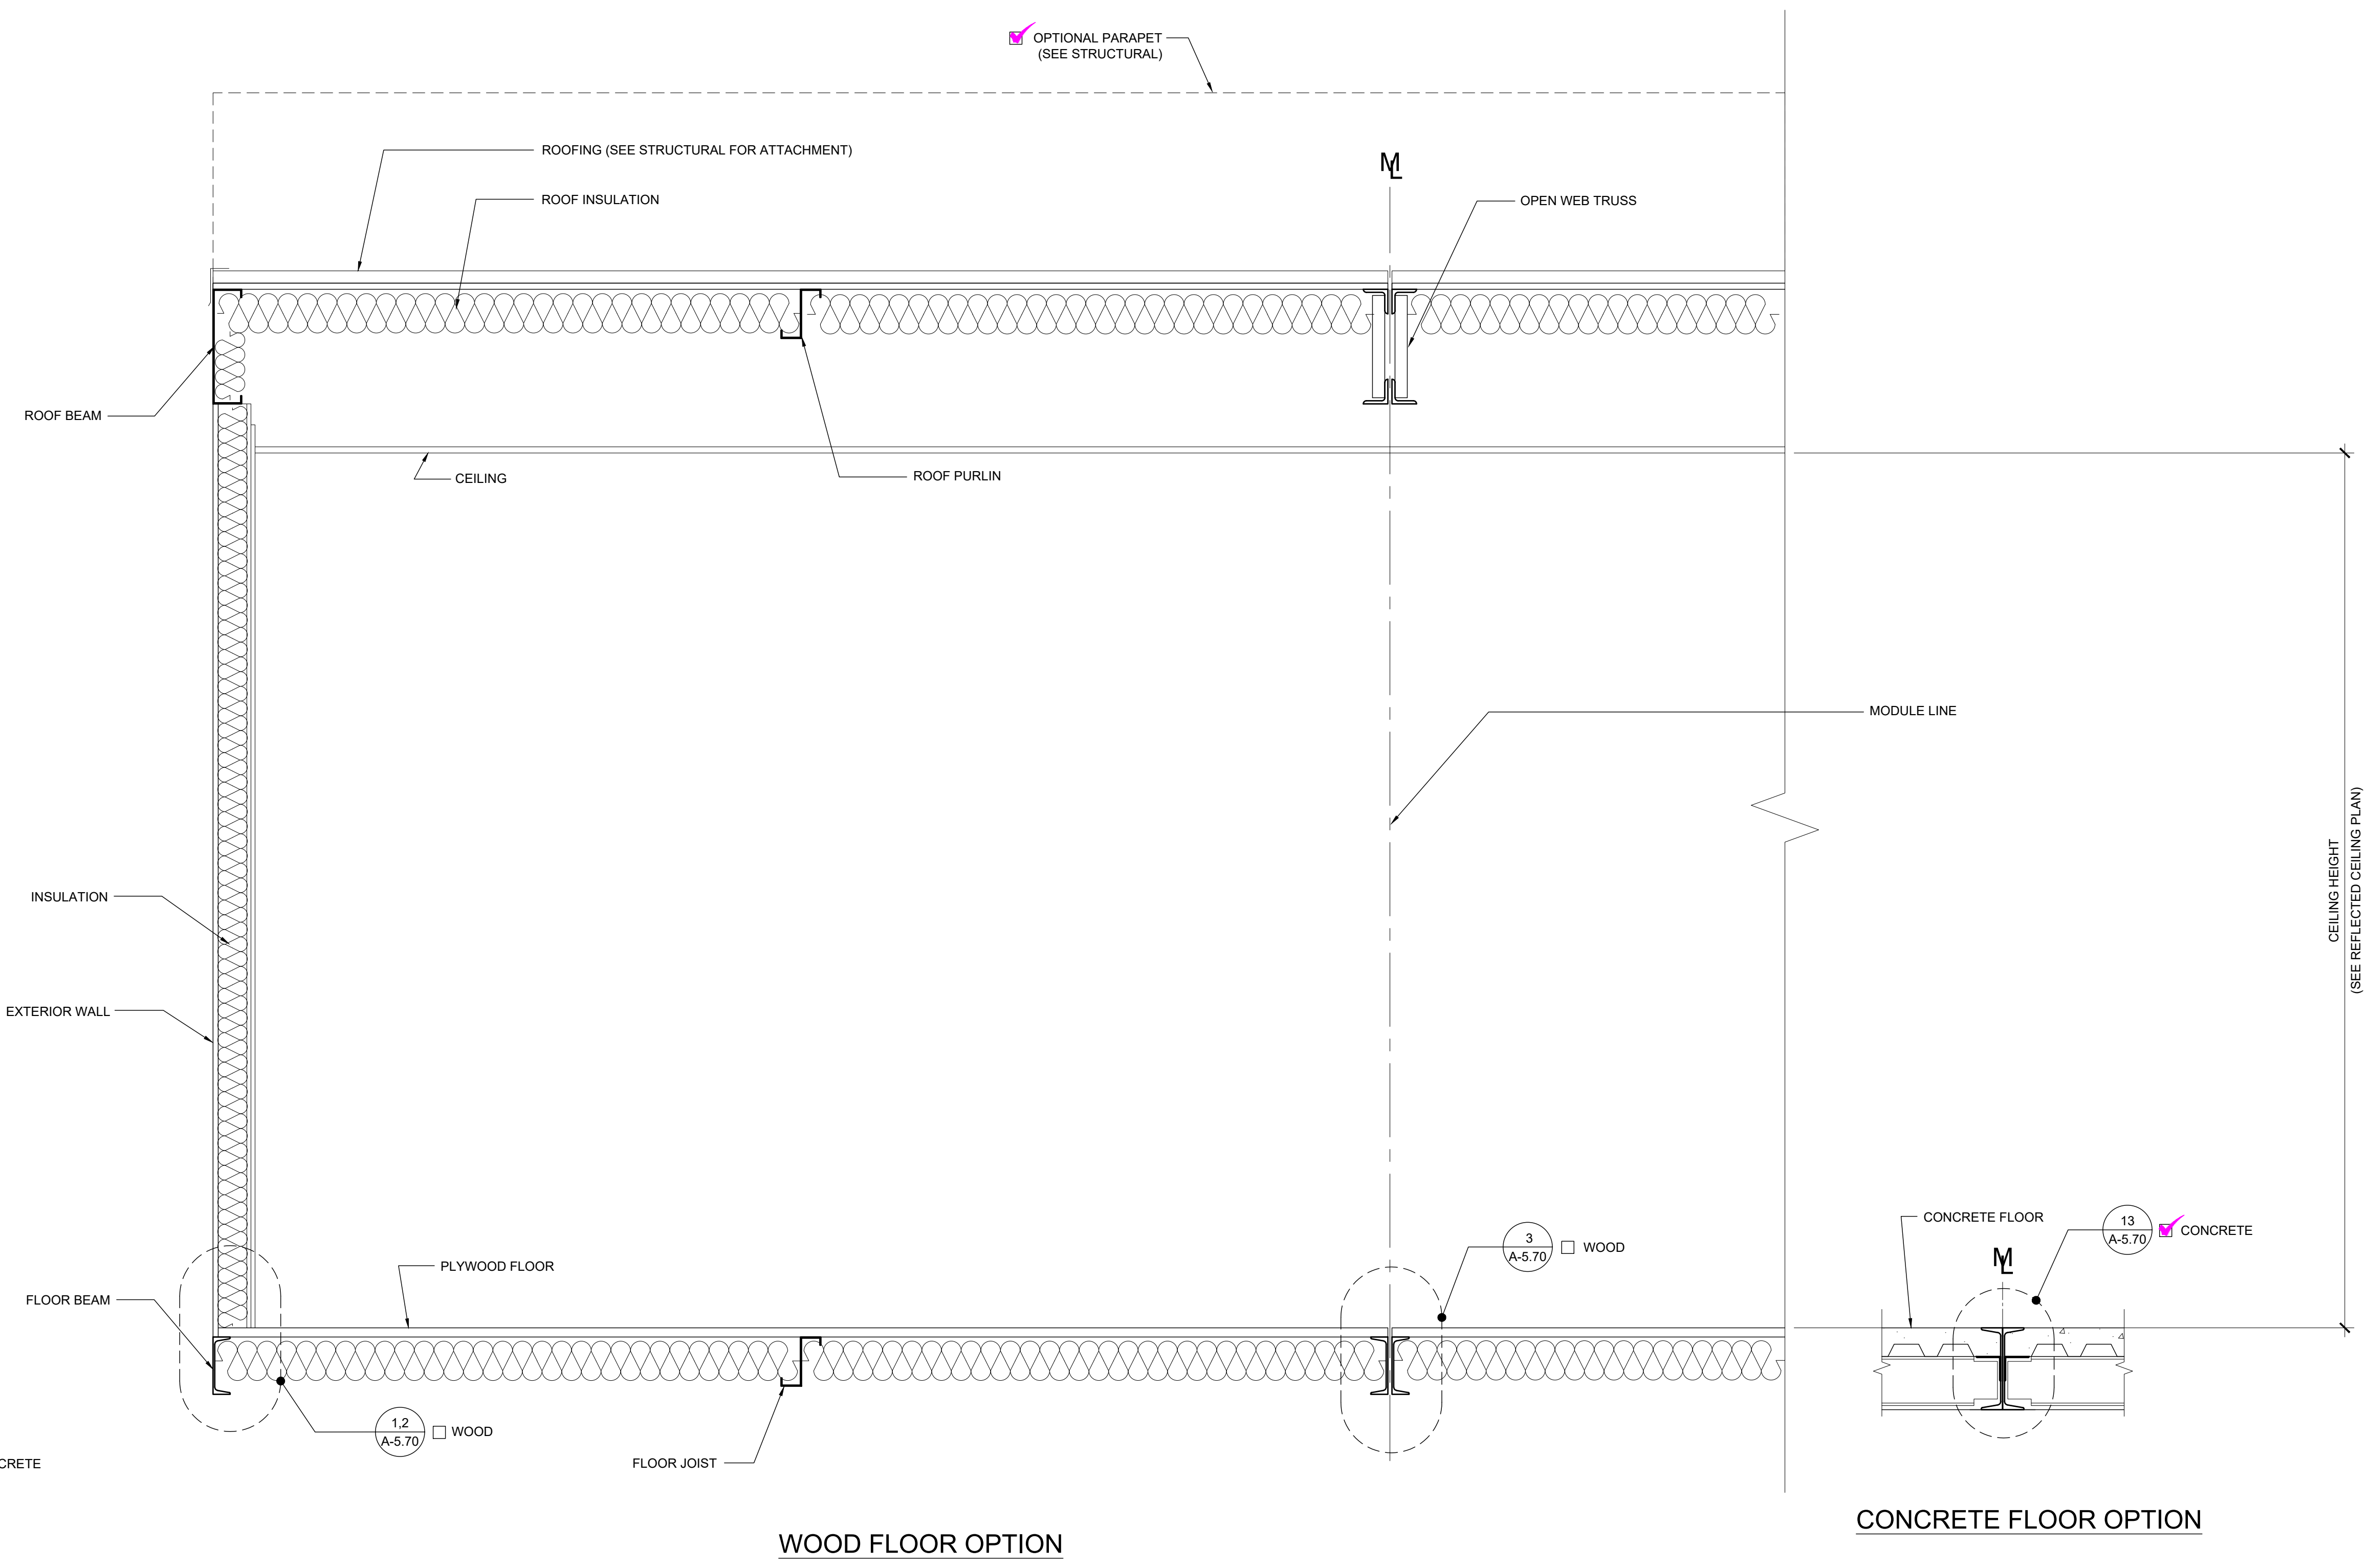 OPTIONAL PARAPET
(SEE STRUCTURAL)
ROOFING (SEE STRUCTURAL FOR ATTACHMENT)
ML
ROOF INSULATION
OPEN WEB TRUSS
ROOF BEAM
CEILING
ROOF PURLIN
MODULE LINE
CEILING HEIGHT
(SEE REFLECTED CEILING PLAN)
INSULATION
EXTERIOR WALL
CONCRETE FLOOR
13
A-5.70
CONCRETE
3
A-5.70
WOOD
ML
PLYWOOD FLOOR
FLOOR BEAM
1,2
A-5.70
WOOD
FLOOR JOIST
CRETE
CONCRETE FLOOR OPTION
WOOD FLOOR OPTION